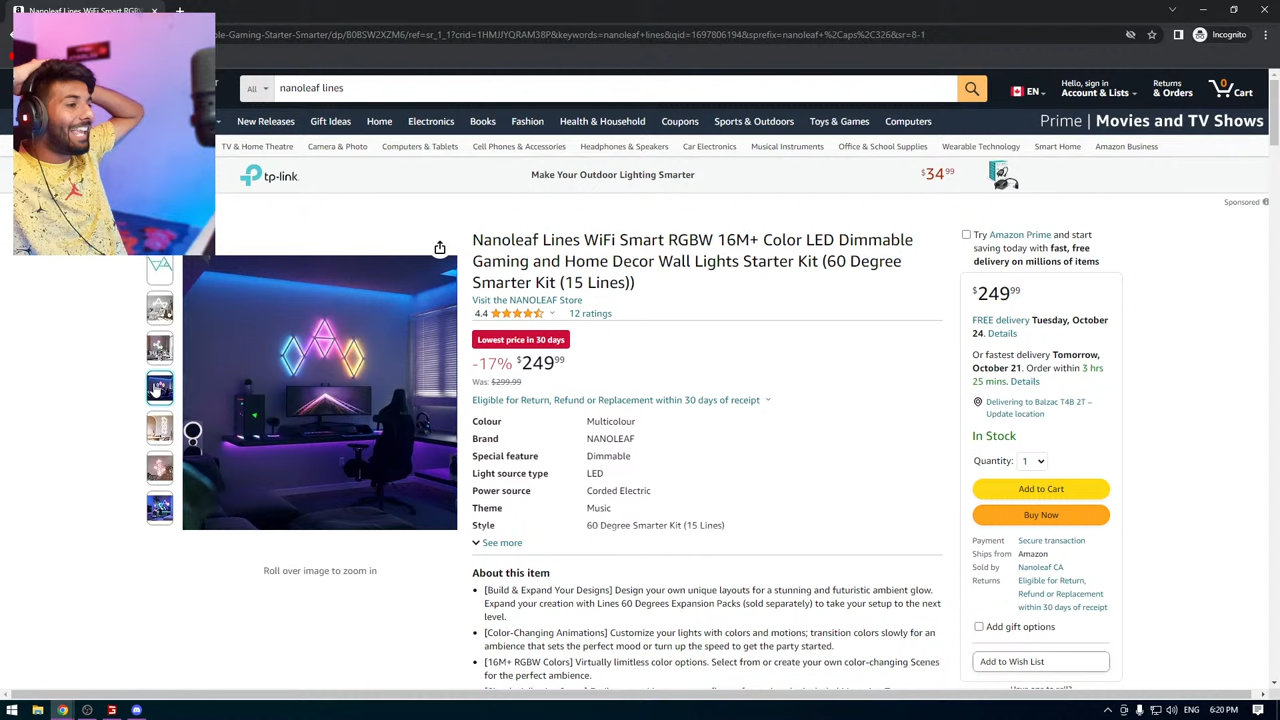 Nanoleaf Lines WiFi Smart RGBW
le-Gaming-Starter-Smarter/dp/B0BSW2XZM6/ref=sr_1_1?crid=1HMJJYQRAM38P&keywords=nanoleaf+lines&qid=1697806194&sprefix=nanoleaf+%2Caps%2C326&sr=8-1
Incognito
All
nanoleaf lines
EN
Hello, sign in
Account & Lists
Returns
& Orders
0
Cart
New Releases
Gift Ideas
Home
Electronics
Books
Fashion
Health & Household
Coupons
Sports & Outdoors
Toys & Games
Computers
Prime | Movies and TV Shows
TV & Home Theatre
Camera & Photo
Computers & Tablets
Cell Phones & Accessories
Headphones & Speakers
Car Electronics
Musical Instruments
Office & School Supplies
Wearable Technology
Smart Home
Amazon Business
tp-link
Make Your Outdoor Lighting Smarter
$34 99
Sponsored
Nanoleaf Lines WiFi Smart RGBW 16M+ Color LED Dimmable
Gaming and Home Decor Wall Lights Starter Kit (60 Degree
Smarter Kit (15 Lines))
Visit the NANOLEAF Store
4.4
12 ratings
Lowest price in 30 days
-17% $249 99
Was: $299.99
Eligible for Return, Refund or Replacement within 30 days of receipt
Colour Multicolour
Brand NANOLEAF
Special feature Dimmable
Light source type LED
Power source Corded Electric
Theme Music
Style 60 Degree Smarter Kit (15 Lines)
See more
Roll over image to zoom in
About this item
[Build & Expand Your Designs] Design your own unique layouts for a stunning and futuristic ambient glow.
Expand your creation with Lines 60 Degrees Expansion Packs (sold separately) to take your setup to the next
level.
[Color-Changing Animations] Customize your lights with colors and motions; transition colors slowly for an
ambience that sets the perfect mood or turn up the speed to get the party started.
[16M+ RGBW Colors] Virtually limitless color options. Select from or create your own color-changing Scenes
for the perfect ambience.
Try Amazon Prime and start
saving today with fast, free
delivery on millions of items
$249 99
FREE delivery Tuesday, October
24. Details
Or fastest delivery Tomorrow,
October 21. Order within 3 hrs
25 mins. Details
Delivering to Balzac T4B 2T –
Update location
In Stock
Quantity: 1
Add to Cart
Buy Now
Payment Secure transaction
Ships from Amazon
Sold by Nanoleaf CA
Returns Eligible for Return,
Refund or Replacement
within 30 days of receipt
Add gift options
Add to Wish List
ENG
6:20 PM